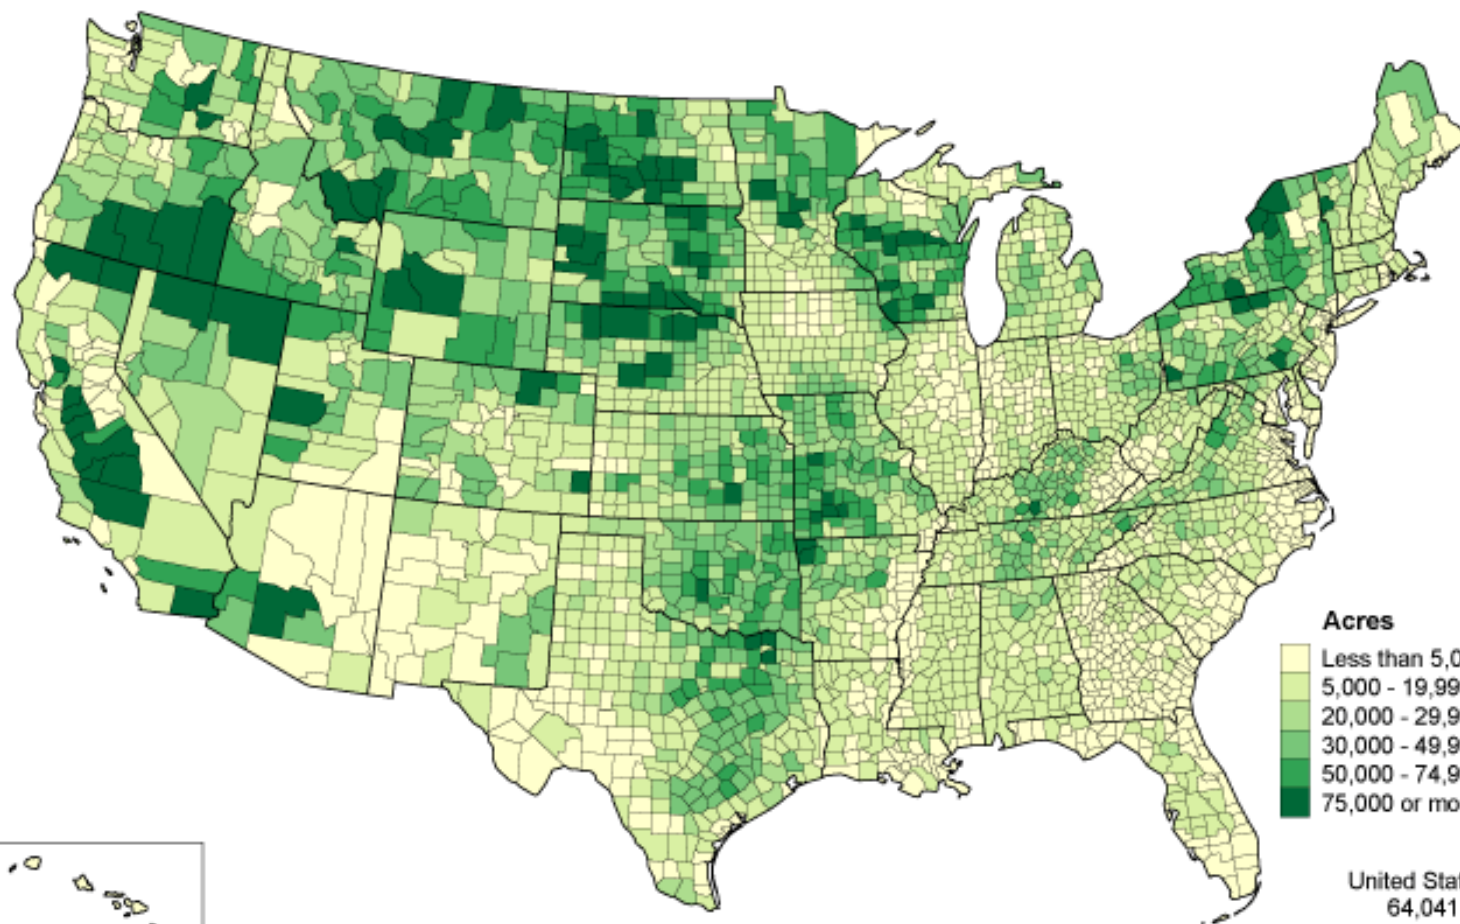 Acres
Less than 5,0
5,000 - 19,99
20,000 - 29,9
30,000 - 49,9
50,000 - 74,9
75,000 or mo
United Stat
64,041